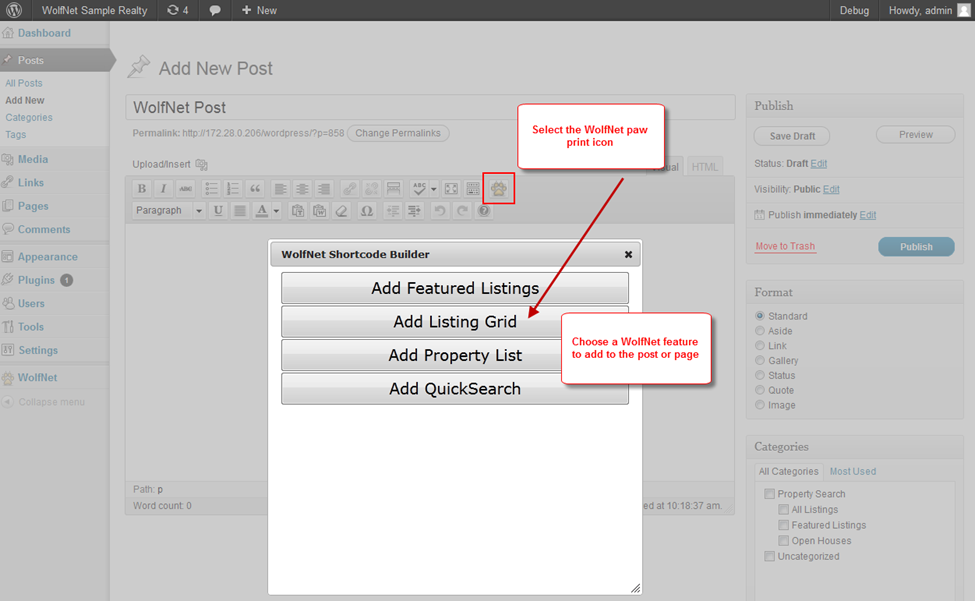 WolfNet Sample Realty
4
New
Debug
Howdy, admin
Dashboard
Posts
All Posts
Add New
Categories
Tags
Media
Links
Pages
Comments
Appearance
Plugins 1
Users
Tools
Settings
WolfNet
Collapse menu
Add New Post
WolfNet Post
Permalink: http://172.28.0.206/wordpress/?p=858 Change Permalinks
Upload/Insert
HTML
B I ABC
ABC
Paragraph U A Ω ?
Select the WolfNet paw
print icon
WolfNet Shortcode Builder
Add Featured Listings
Add Listing Grid
Add Property List
Add QuickSearch
Choose a WolfNet feature
to add to the post or page
Path: p
Word count: 0
ed at 10:18:37 am.
Publish
Save Draft
Preview
Status: Draft Edit
Visibility: Public Edit
Publish immediately Edit
Move to Trash
Publish
Format
Standard
Aside
Link
Gallery
Status
Quote
Image
Categories
All Categories
Most Used
Property Search
All Listings
Featured Listings
Open Houses
Uncategorized